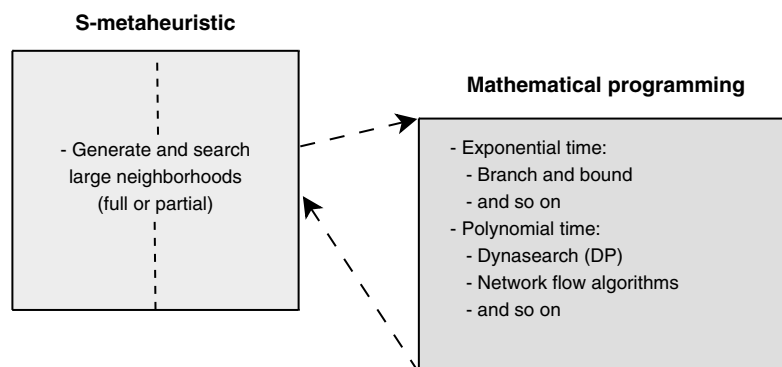 S-metaheuristic
- Generate and search
large neighborhoods
(full or partial)
Mathematical programming
- Exponential time:
- Branch and bound
- and so on
- Polynomial time:
- Dynasearch (DP)
- Network flow algorithms
- and so on